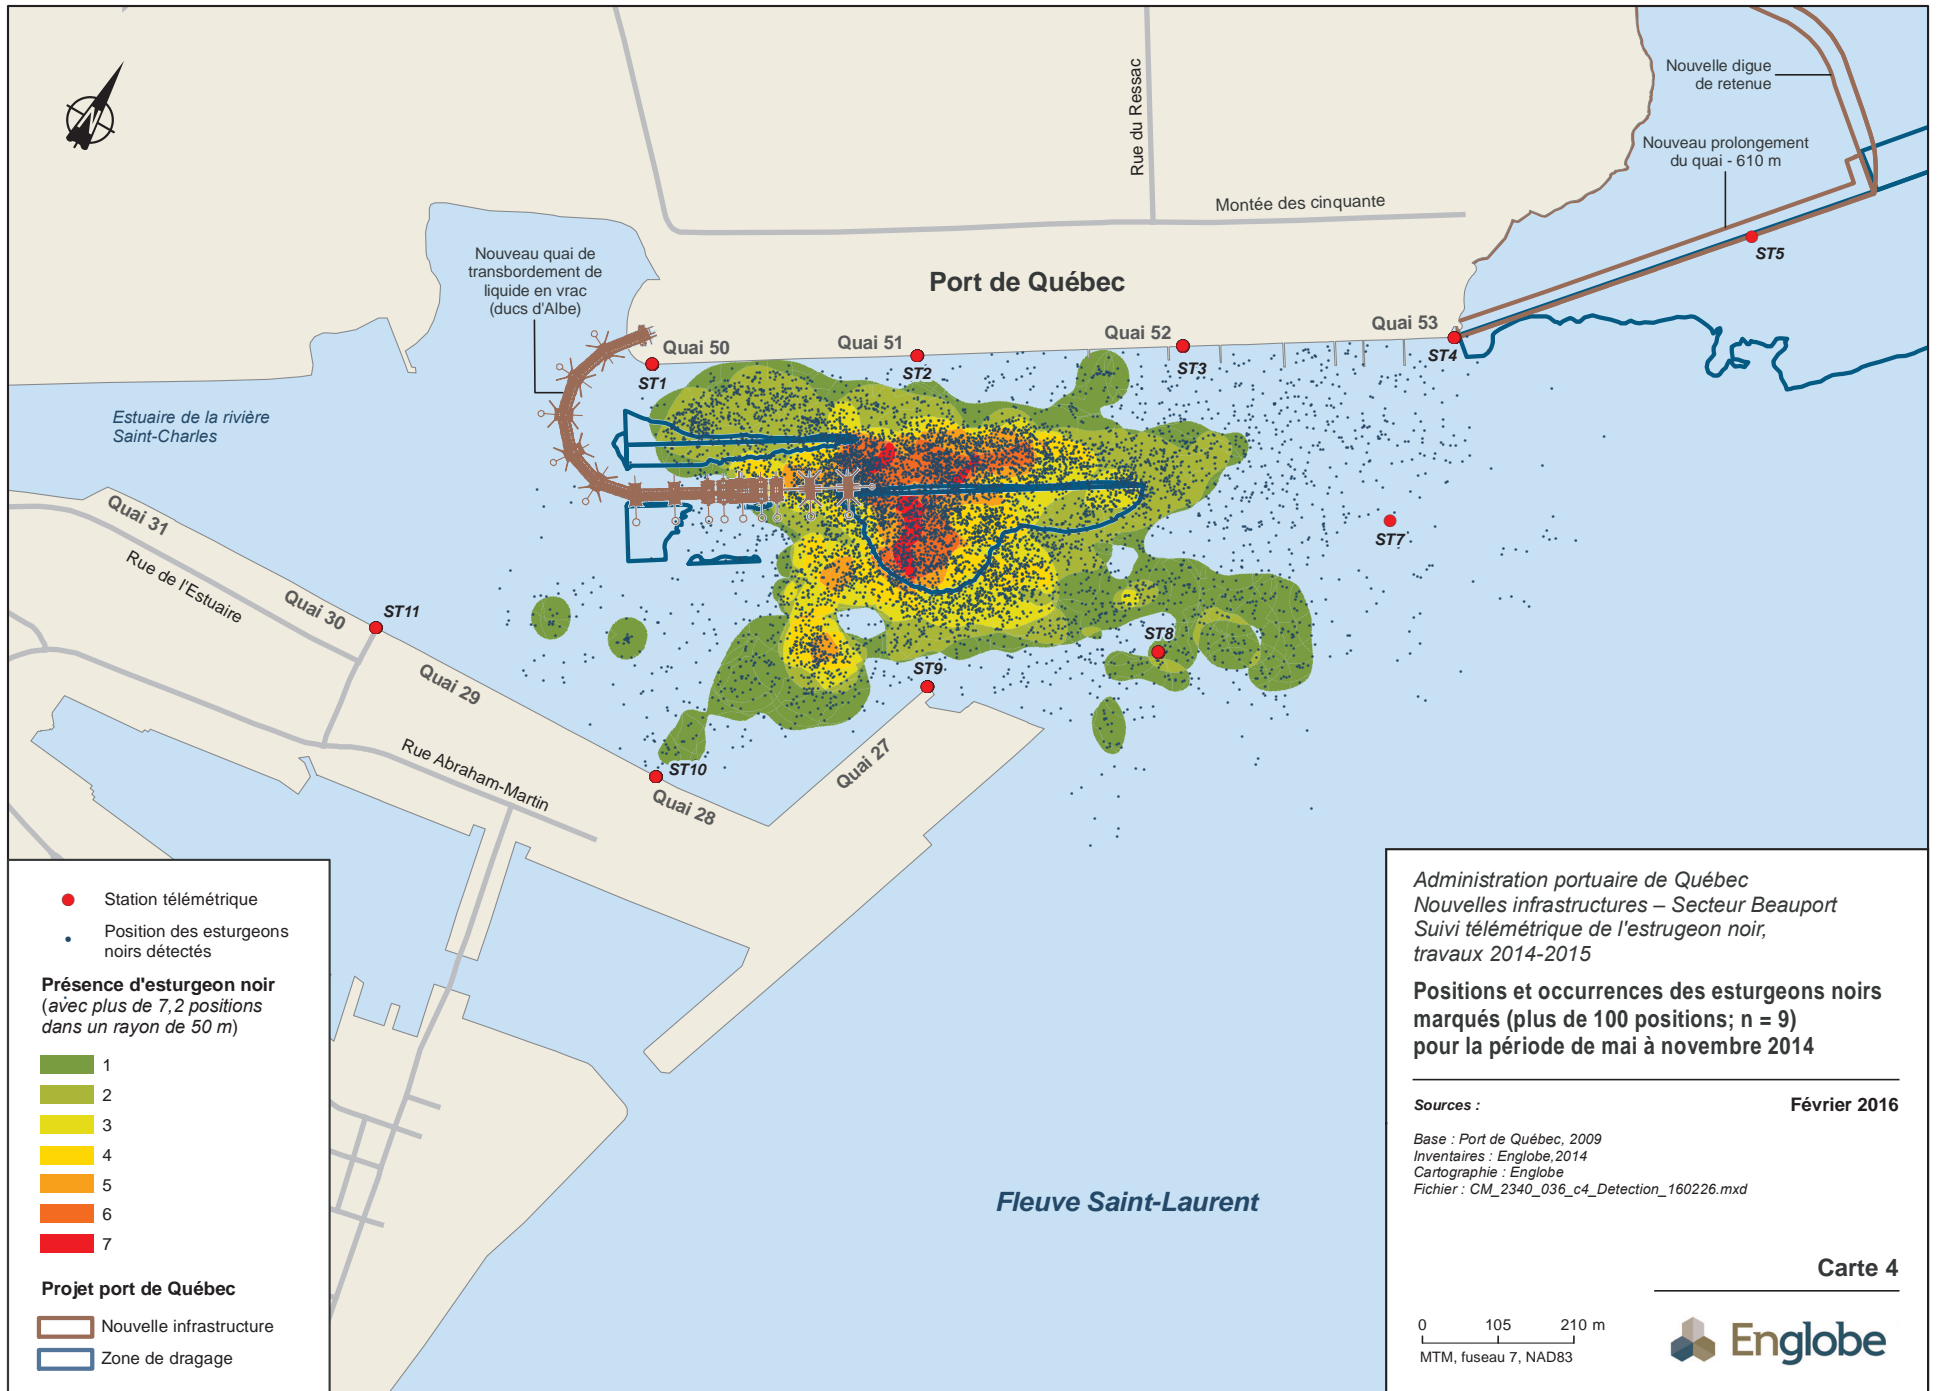 Nouvelle digue
de retenue
Nouveau prolongement
du quai - 610 m
Rue du Ressac
Montée des cinquante
N
Nouveau quai de
transbordement de
liquide en vrac
(ducs d'Albe)
Port de Québec
Quai 50
Quai 51
Quai 52
Quai 53
ST1
ST2
ST3
ST4
ST5
Estuaire de la rivière
Saint-Charles
Quai 31
Rue de l'Estuaire
Quai 30
ST11
Quai 29
ST7
ST8
ST9
Rue Abraham-Martin
ST10
Quai 28
Quai 27
Station télémétrique
Position des esturgeons
noirs détectés
Présence d'esturgeon noir
(avec plus de 7,2 positions
dans un rayon de 50 m)
1
2
3
4
5
6
7
Projet port de Québec
Nouvelle infrastructure
Zone de dragage
Fleuve Saint-Laurent
Administration portuaire de Québec
Nouvelles infrastructures – Secteur Beauport
Suivi télémétrique de l'estrugeon noir,
travaux 2014-2015
Positions et occurrences des esturgeons noirs
marqués (plus de 100 positions; n = 9)
pour la période de mai à novembre 2014
Sources :
Février 2016
Base : Port de Québec, 2009
Inventaires : Englobe,2014
Cartographie : Englobe
Fichier : CM_2340_036_c4_Detection_160226.mxd
Carte 4
0 105 210 m
MTM, fuseau 7, NAD83
Englobe